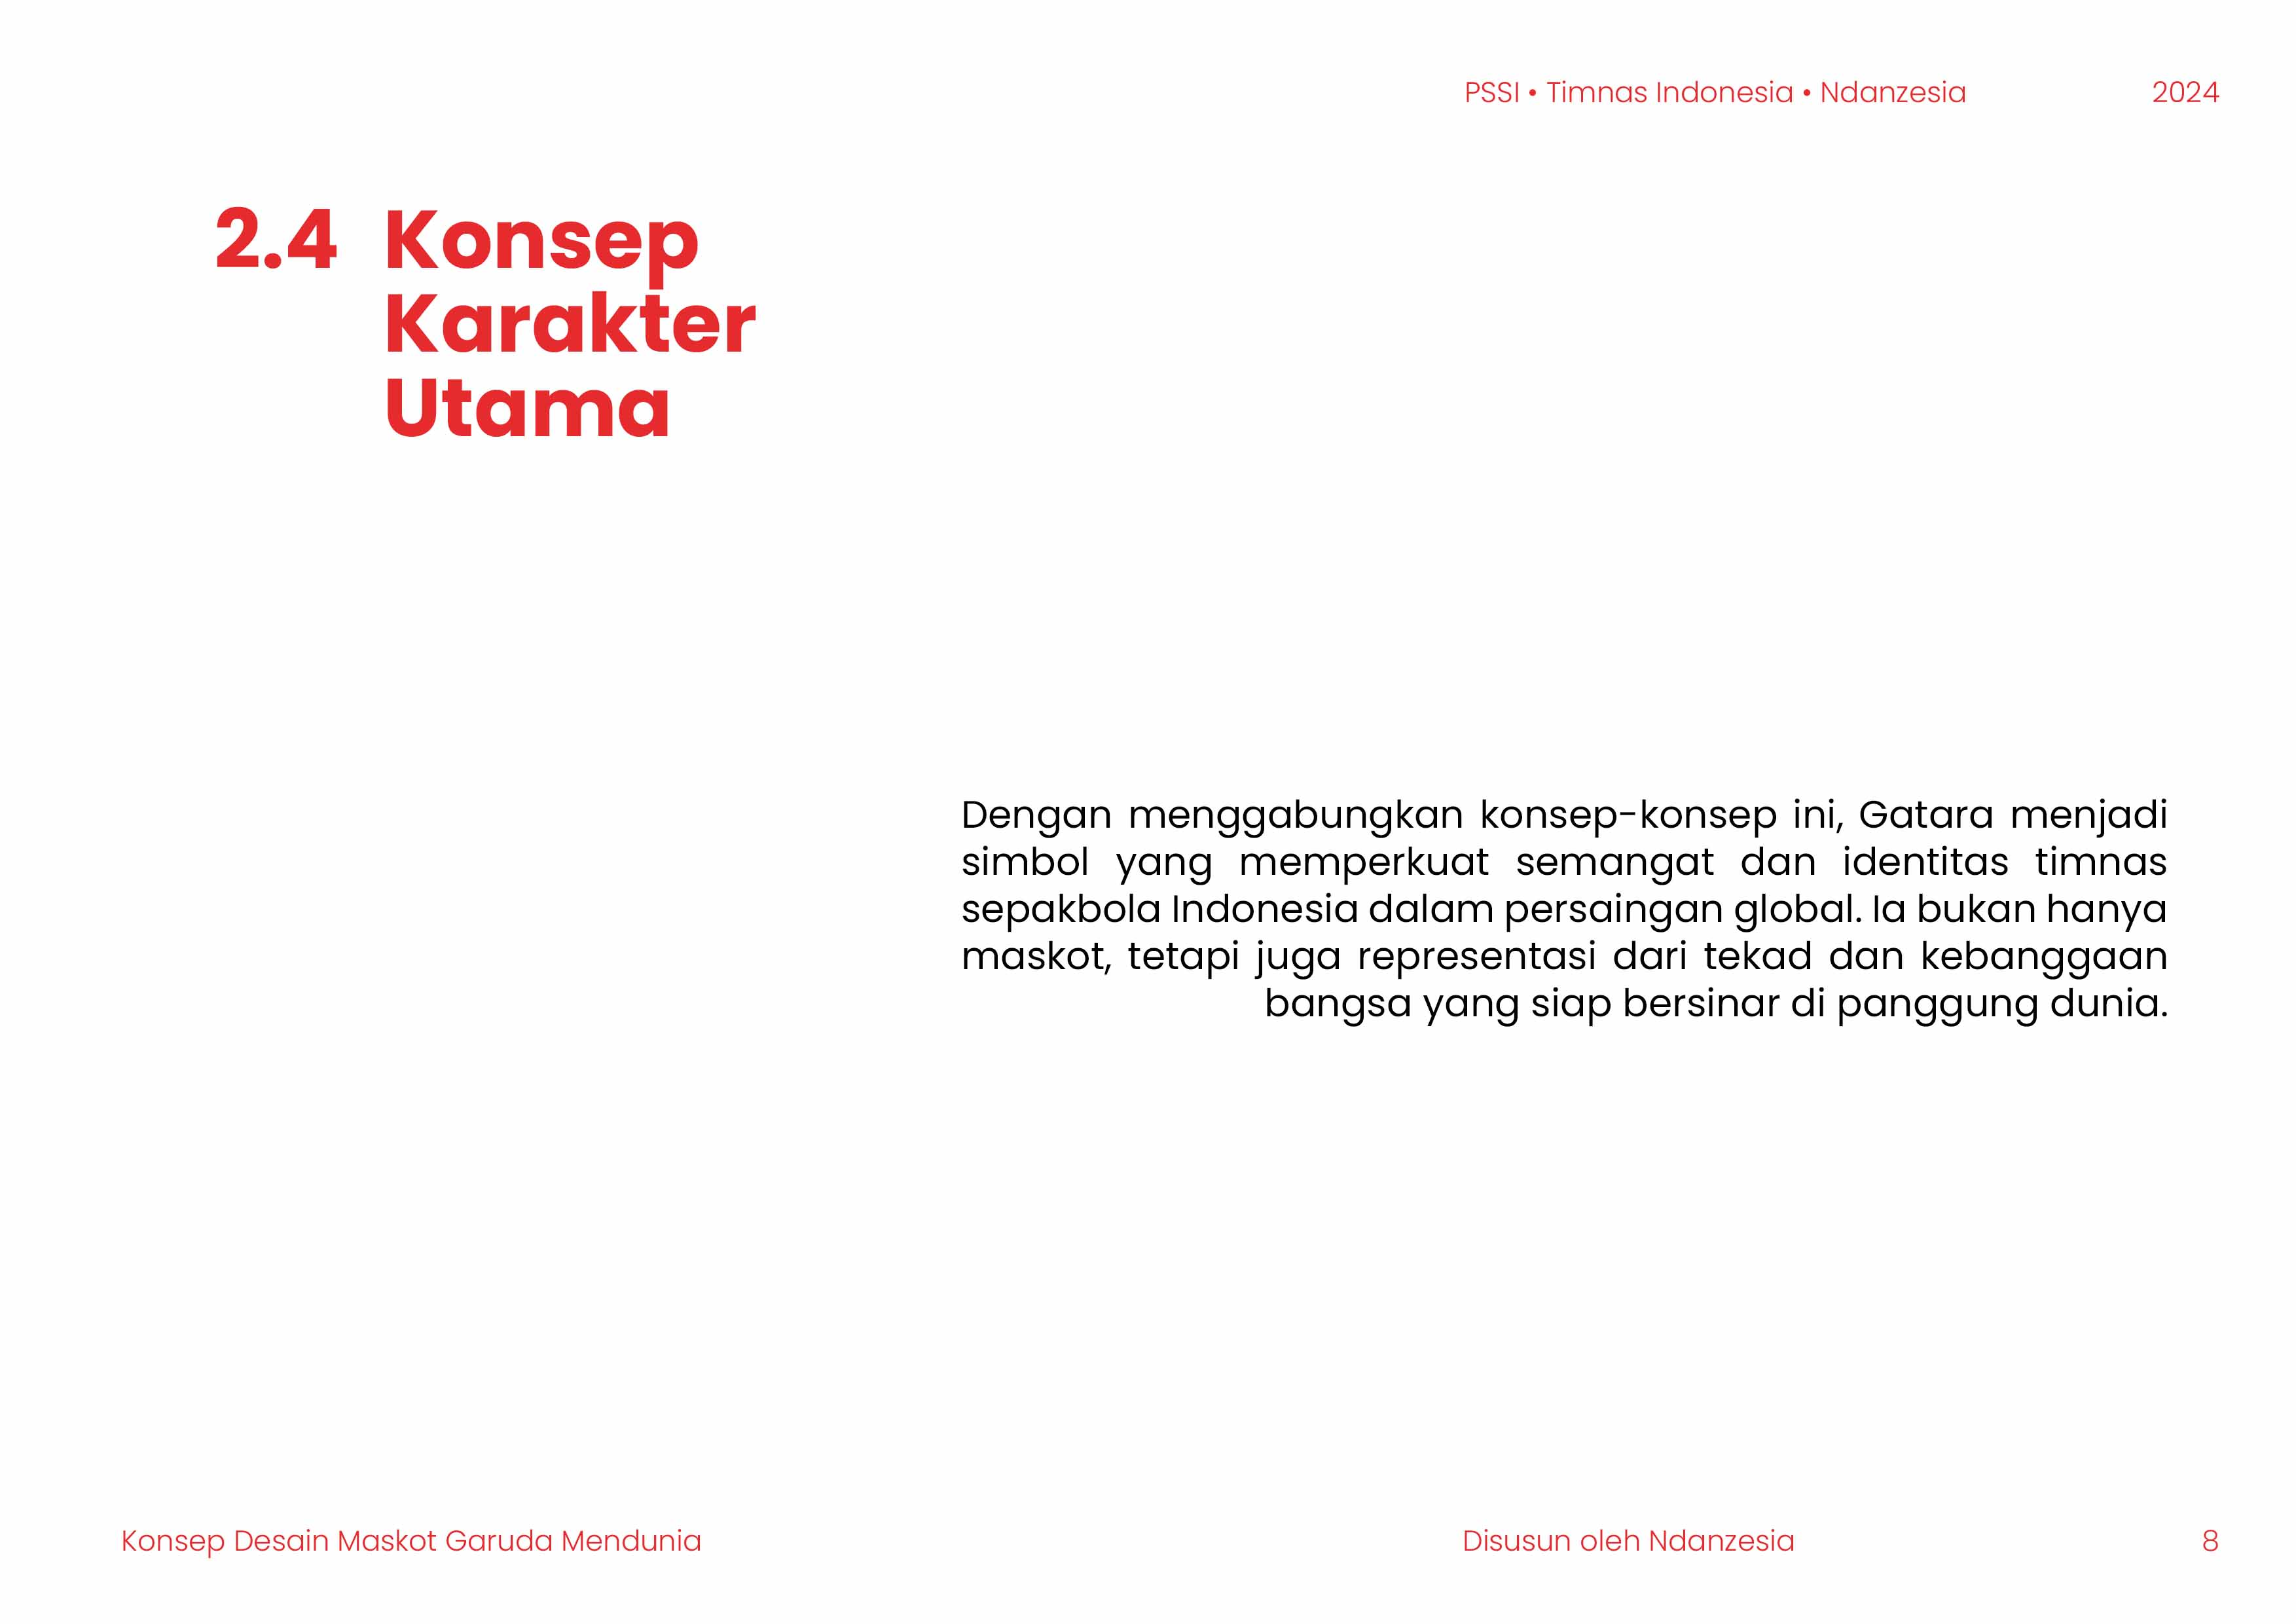 PSSI • Timnas Indonesia • Ndanzesia 2024
2.4 Konsep
Karakter
Utama
Dengan menggabungkan konsep-konsep ini, Gatara menjadi
simbol yang memperkuat semangat dan identitas timnas
sepakbola Indonesia dalam persaingan global. Ia bukan hanya
maskot, tetapi juga representasi dari tekad dan kebanggaan
bangsa yang siap bersinar di panggung dunia.
Konsep Desain Maskot Garuda Mendunia Disusun oleh Ndanzesia 8